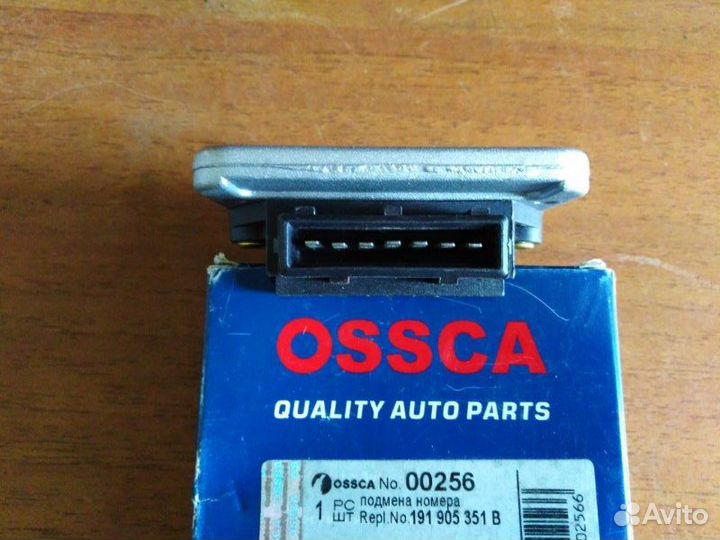 OSSCA
QUALITY AUTO PARTS
OSSCA No. 00256
1 PC ШТ подмена номера
Repl.No.191 905 351 B
02566
Avito